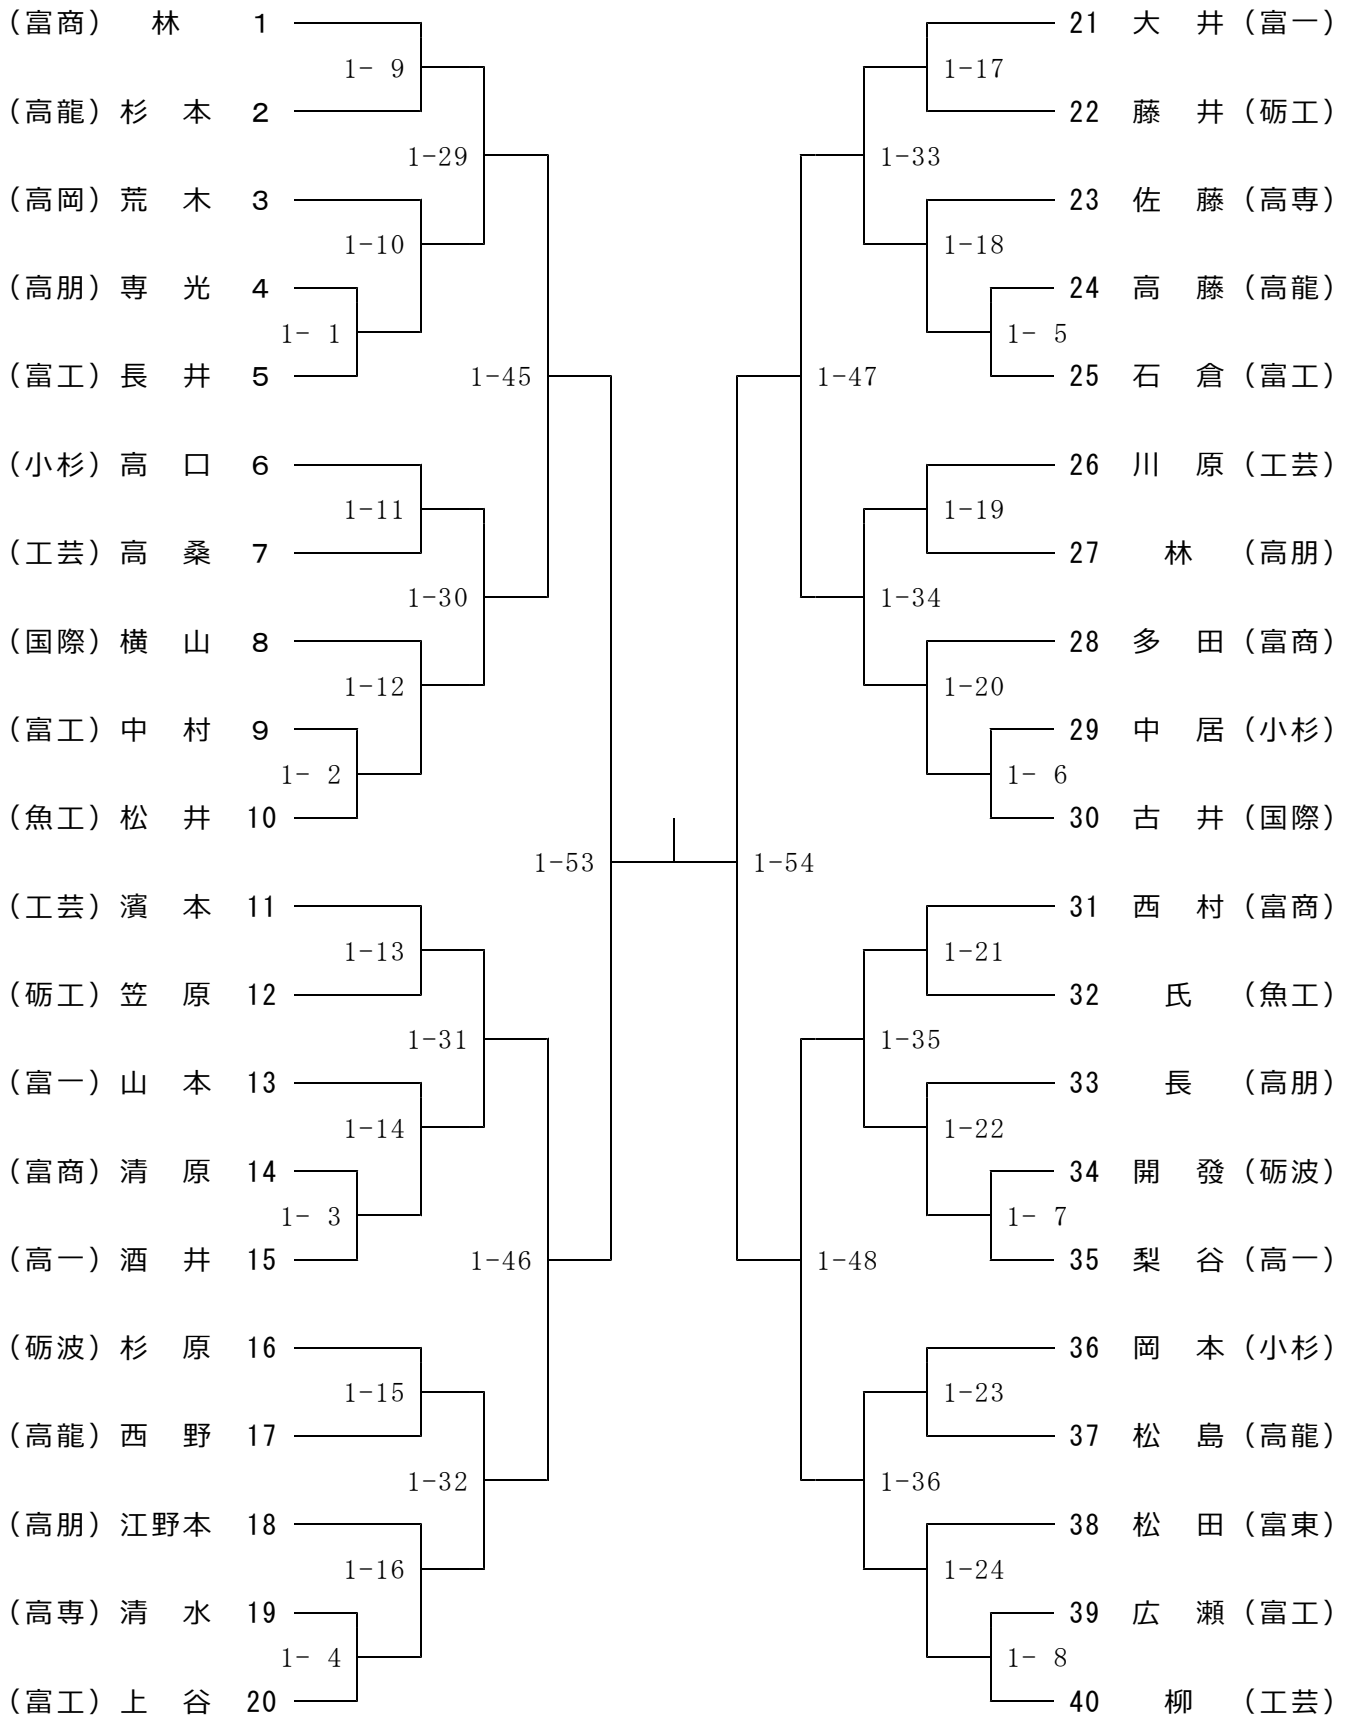 (富商) 林 1
1- 9
(高龍) 杉 本 2
1-29
(高岡) 荒 木 3
1-10
(高朋) 専 光 4
1- 1
(富工) 長 井 5
1-45
(小杉) 高 口 6
1-11
(工芸) 高 桑 7
1-30
(国際) 横 山 8
1-12
(富工) 中 村 9
1- 2
(魚工) 松 井 10
1-53
(工芸) 濱 本 11
1-13
(砺工) 笠 原 12
1-31
(富一) 山 本 13
1-14
(富商) 清 原 14
1- 3
(高一) 酒 井 15
1-46
(砺波) 杉 原 16
1-15
(高龍) 西 野 17
1-32
(高朋) 江野本 18
1-16
(高専) 清 水 19
1- 4
(富工) 上 谷 20
21 大 井 (富一)
1-17
22 藤 井 (砺工)
1-33
23 佐 藤 (高専)
1-18
24 高 藤 (高龍)
1- 5
25 石 倉 (富工)
1-47
26 川 原 (工芸)
1-19
27 林 (高朋)
1-34
28 多 田 (富商)
1-20
29 中 居 (小杉)
1- 6
30 古 井 (国際)
1-54
31 西 村 (富商)
1-21
32 氏 (魚工)
1-35
33 長 (高朋)
1-22
34 開 發 (砺波)
1- 7
35 梨 谷 (高一)
1-48
36 岡 本 (小杉)
1-23
37 松 島 (高龍)
1-36
38 松 田 (富東)
1-24
39 広 瀬 (富工)
1- 8
40 柳 (工芸)